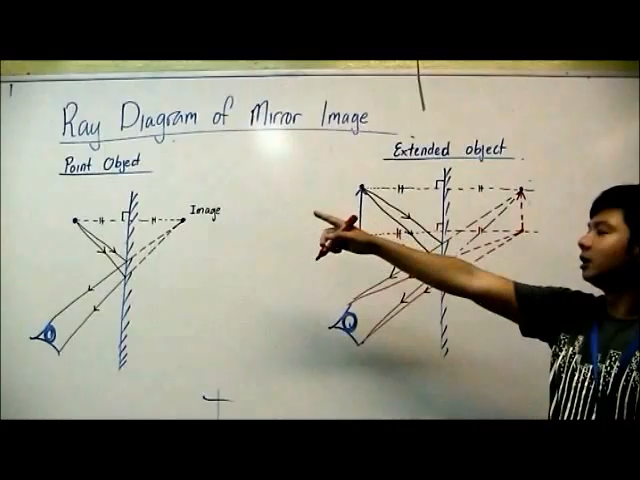 Ray Diagram of Mirror Image
Point Object
Extended object
Image